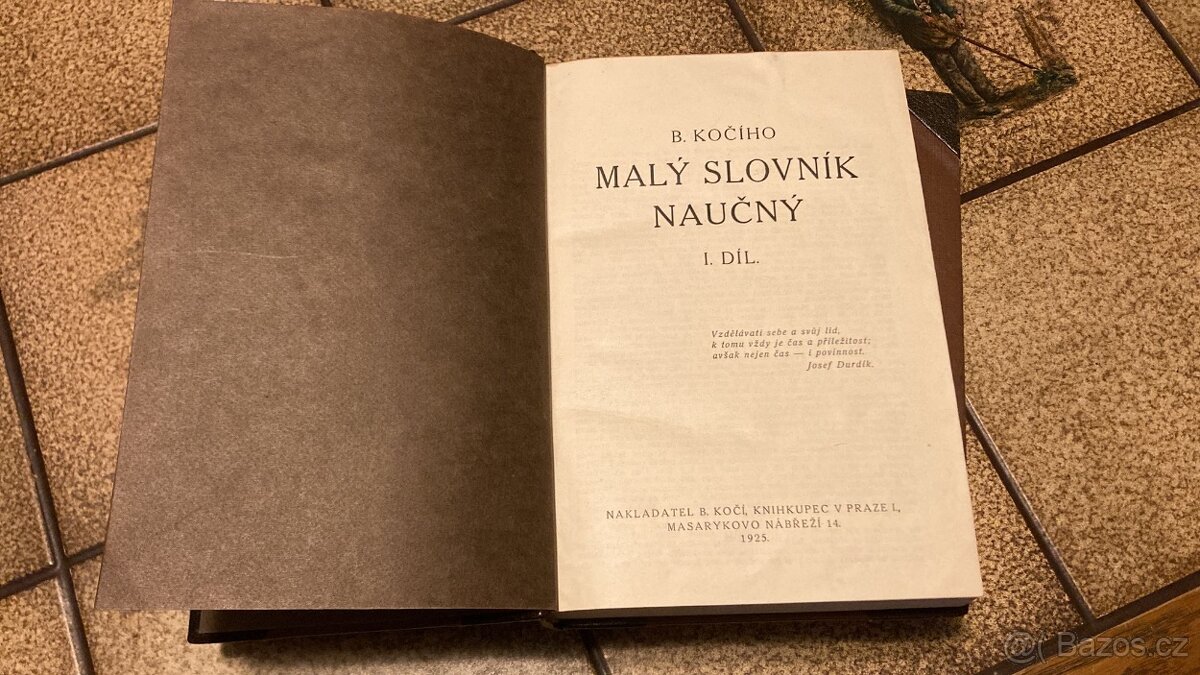 B. KOČÍHO
MALÝ SLOVNÍK
NAUČNÝ
I. DÍL.
Vzdělávati sebe a svůj lid,
k tomu vždy je čas a příležitost;
avšak nejen čas — i povinnost.
Josef Durdík.
NAKLADATEL B. KOČÍ, KNIHKUPEC V PRAZE I.,
MASARYKOVO NÁBŘEŽÍ 14.
1925.
@( Bazos.cz